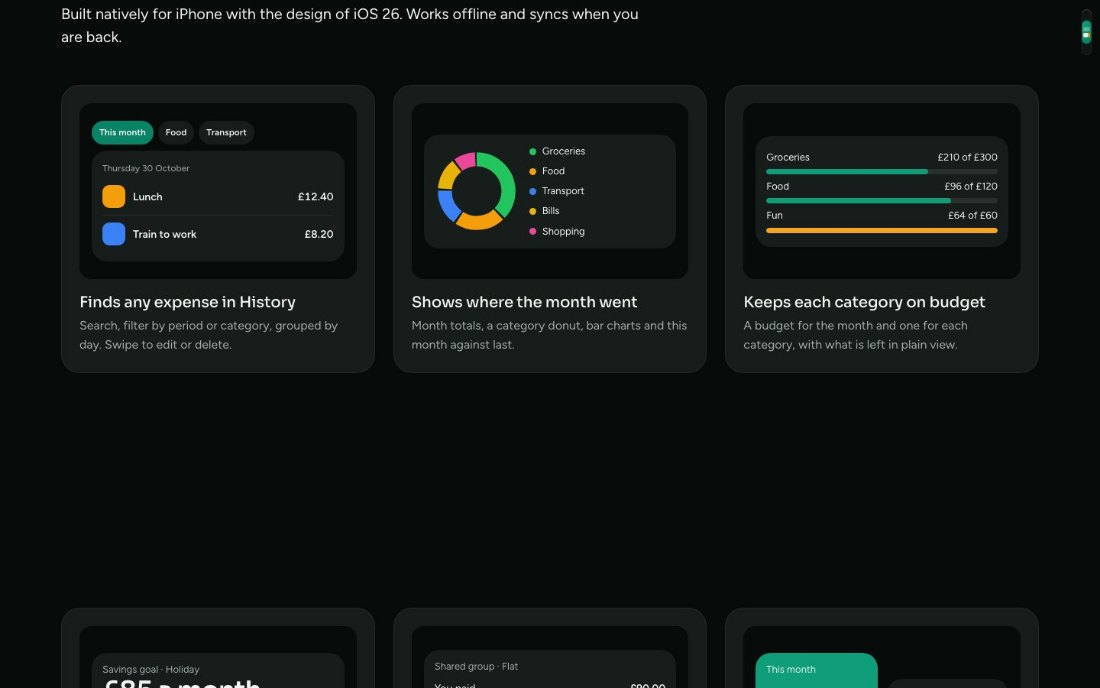 Built natively for iPhone with the design of iOS 26. Works offline and syncs when you
are back.
This month
Food
Transport
Thursday 30 October
Lunch
£12.40
Train to work
£8.20
Finds any expense in History
Search, filter by period or category, grouped by
day. Swipe to edit or delete.
Groceries
Food
Transport
Bills
Shopping
Shows where the month went
Month totals, a category donut, bar charts and this
month against last.
Groceries
£210 of £300
Food
£96 of £120
Fun
£64 of £60
Keeps each category on budget
A budget for the month and one for each
category, with what is left in plain view.
Savings goal · Holiday
£85 a month
Shared group · Flat
You paid
£90.00
This month